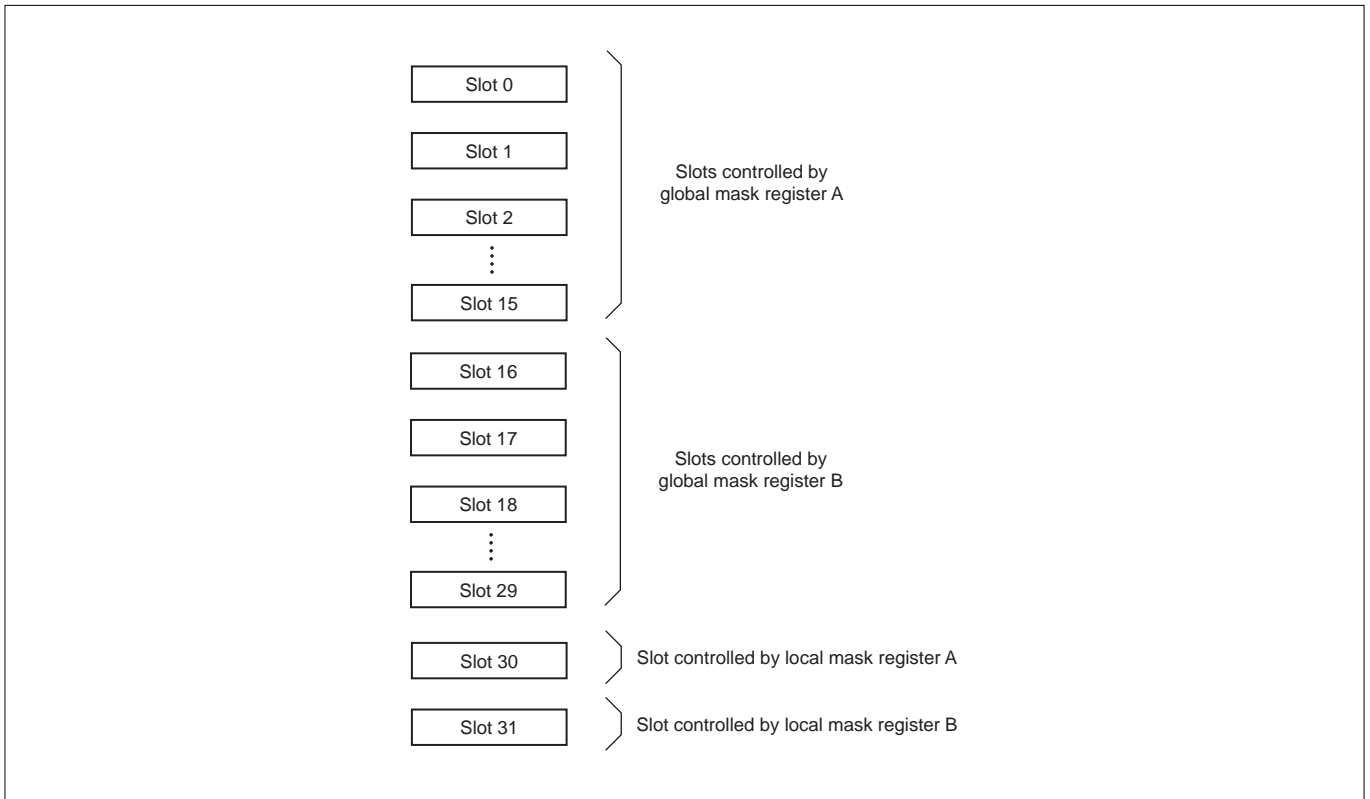 Slot 0
Slot 1
Slot 2
Slot 15
Slots controlled by
global mask register A
Slot 16
Slot 17
Slot 18
Slot 29
Slots controlled by
global mask register B
Slot 30
Slot controlled by local mask register A
Slot 31
Slot controlled by local mask register B